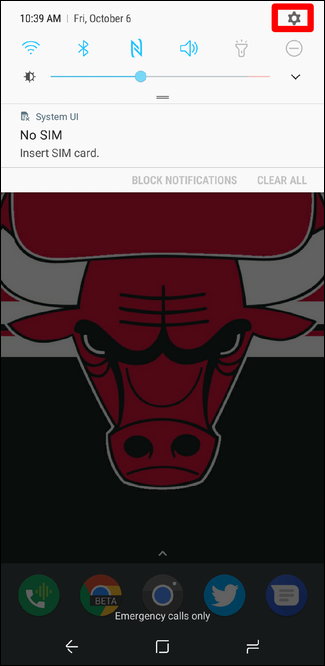 10:39 AM | Fri, October 6
System UI
No SIM
Insert SIM card.
BLOCK NOTIFICATIONS CLEAR ALL
BETA
Emergency calls only